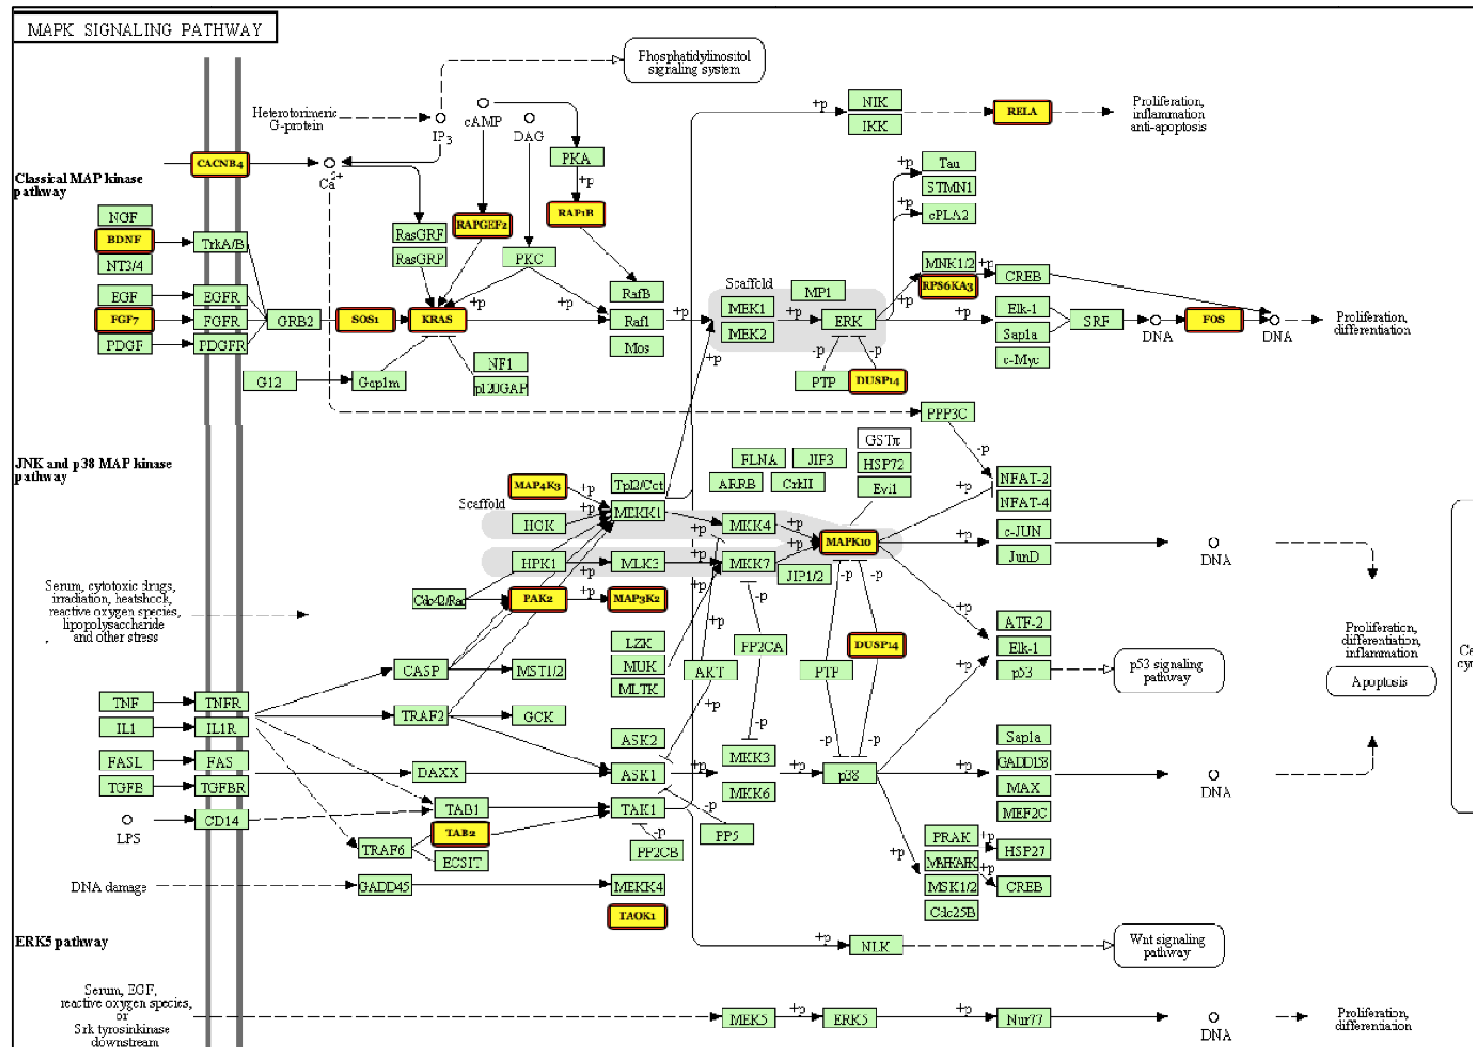 MAPK SIGNALING PATHWAY
Phosphatidylinositol
signaling system
Heterotorimeric
G-protein
IP3
cAMP
DAG
PKA
+p
NIK
IKK
+p
RELA
Proliferation,
inflammation
anti-apoptosis
CACNB4
Ca2+
Classical MAP kinase
pathway
NGF
BDNF
NT3/4
TrkA/B
RasGRF
RasGRP
RAPGEF2
RAP1B
PKC
+p
+p
Tau
STMN1
cPLA2
+p
+p
MNK1/2
RPS6KA3
+p
+p
CREB
EGF
EGFR
FGF7
FGFR
PDGF
PDGFR
GRB2
SOS1
KRAS
RafB
Raf1
Mos
+p
Scaffold
MEK1
MEK2
MP1
+p
ERK
+p
Elk-1
Sap1a
c-Myc
SRF
DNA
FOS
DNA
Proliferation,
differentiation
G12
Gap1m
NF1
p120GAP
+p
-p
-p
PTP
DUSP14
PPP3C
-p
JNK and p38 MAP kinase
pathway
MAP4K3
+p
Scaffold
HGK
+p
HPK1
+p
Tpl2/Cot
MEKK1
MLK3
+p
+p
FLNA
JIP3
ARRB
CrkII
GSTπ
HSP72
Evi1
MKK4
+p
MKK7
+p
JIP1/2
MAPK10
+p
NFAT-2
NFAT-4
c-JUN
JunD
DNA
Serum, cytotoxic drugs,
irradiation, heatshock,
reactive oxygen species,
lipopolysaccharide
and other stress
Cdc42/Rac
PAK2
+p
MAP3K2
+p
-p
-p
-p
PP2CA
+p
ATF-2
Elk-1
p53
p53 signaling
pathway
Proliferation,
differentiation,
inflammation
Apoptosis
LZK
MUK
MLTK
AKT
PTP
DUSP14
CASP
MST1/2
TRAF2
GCK
TNF
TNFR
IL1
IL1R
FASL
FAS
TGFB
TGFBR
LPS
CD14
DAXX
ASK2
ASK1
+p
+p
-p
MKK3
MKK6
+p
-p
-p
p38
+p
+p
Sap1a
GADD153
MAX
MEF2C
DNA
TAB1
TAB2
ECSIT
TRAF6
TAK1
-p
PP2CB
-p
PP5
+p
PRAK
MAPKAPK
MSK1/2
Cdc25B
+p
HSP27
+p
CREB
DNA damage
GADD45
MEKK4
TAOK1
+p
NLK
Wnt signaling
pathway
ERK5 pathway
Serum, EGF,
reactive oxygen species,
or
Srk tyrosinkinase
downstream
MEK5
+p
ERK5
+p
Nur77
DNA
Proliferation,
differentiation